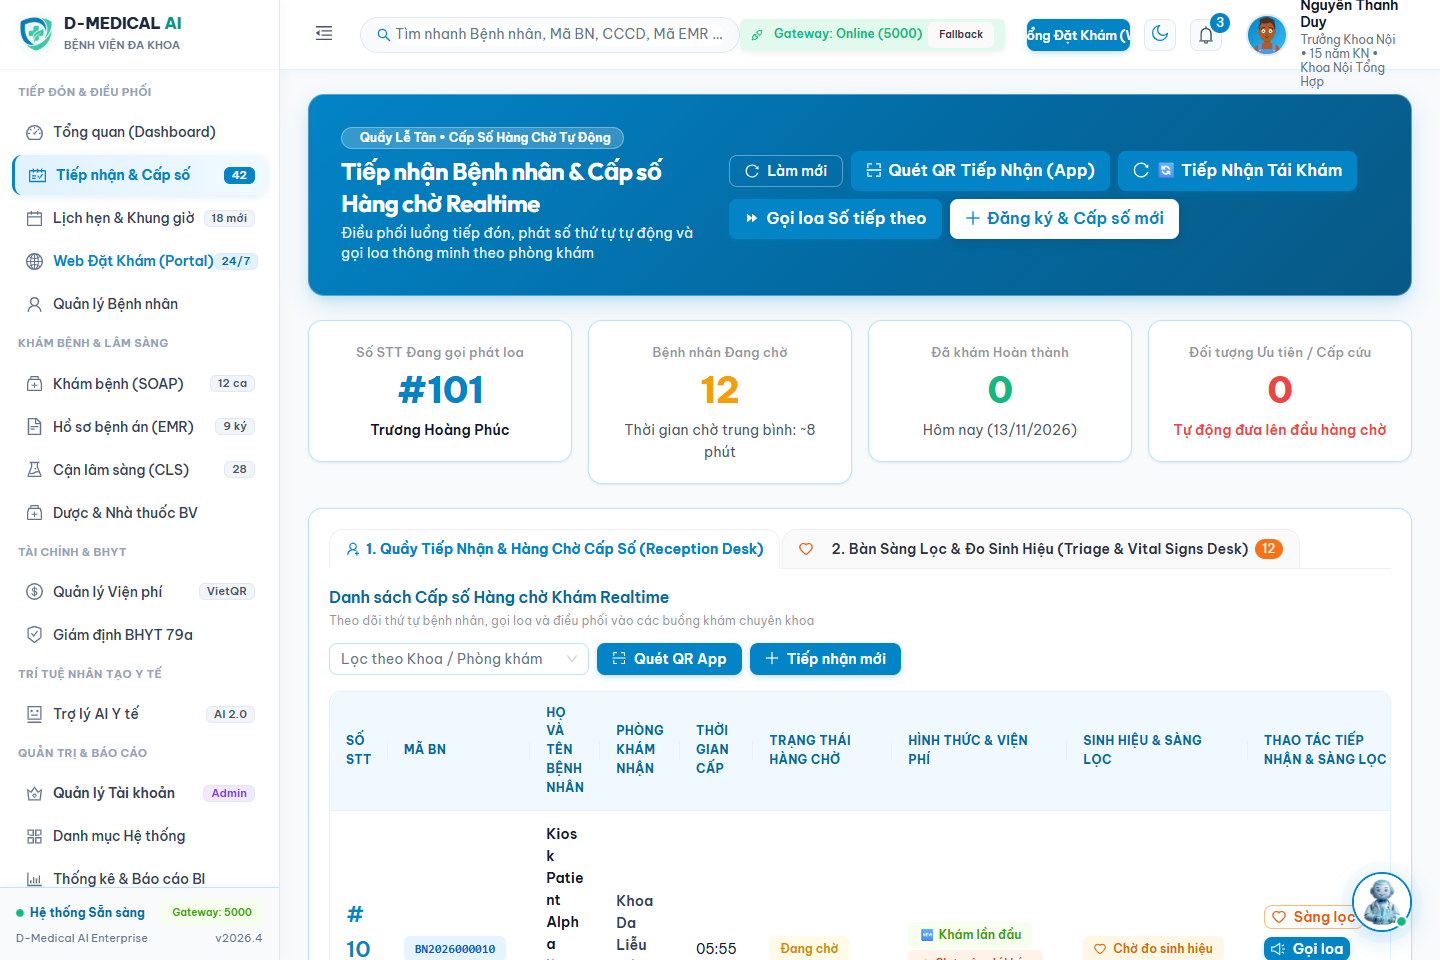 D-MEDICAL AI
BỆNH VIỆN ĐA KHOA
TIẾP ĐÓN & ĐIỀU PHỐI
Tổng quan (Dashboard)
Tiếp nhận & Cấp số 42
Lịch hẹn & Khung giờ 18 mới
Web Đặt Khám (Portal) 24/7
Quản lý Bệnh nhân
KHÁM BỆNH & LÂM SÀNG
Khám bệnh (SOAP) 12 ca
Hồ sơ bệnh án (EMR) 9 ký
Cận lâm sàng (CLS) 28
Dược & Nhà thuốc BV
TÀI CHÍNH & BHYT
Quản lý Viện phí VietQR
Giám định BHYT 79a
TRÍ TUỆ NHÂN TẠO Y TẾ
Trợ lý AI Y tế AI 2.0
QUẢN TRỊ & BÁO CÁO
Quản lý Tài khoản Admin
Danh mục Hệ thống
Thống kê & Báo cáo BI
Hệ thống Sẵn sàng Gateway: 5000
D-Medical AI Enterprise v2026.4
Tìm nhanh Bệnh nhân, Mã BN, CCCD, Mã EMR ...
Gateway: Online (5000) Fallback
ổng Đặt Khám (
3
Nguyễn Thanh
Duy
Trưởng Khoa Nội
• 15 năm KN •
Khoa Nội Tổng
Hợp
Quầy Lễ Tân • Cấp Số Hàng Chờ Tự Động
Tiếp nhận Bệnh nhân & Cấp số
Hàng chờ Realtime
Điều phối luồng tiếp đón, phát số thứ tự tự động và
gọi loa thông minh theo phòng khám
Làm mới
Quét QR Tiếp Nhận (App)
Tiếp Nhận Tái Khám
Gọi loa Số tiếp theo
Đăng ký & Cấp số mới
Số STT Đang gọi phát loa
#101
Trương Hoàng Phúc
Bệnh nhân Đang chờ
12
Thời gian chờ trung bình: ~8
phút
Đã khám Hoàn thành
0
Hôm nay (13/11/2026)
Đối tượng Ưu tiên / Cấp cứu
0
Tự động đưa lên đầu hàng chờ
1. Quầy Tiếp Nhận & Hàng Chờ Cấp Số (Reception Desk)
2. Bàn Sàng Lọc & Đo Sinh Hiệu (Triage & Vital Signs Desk) 12
Danh sách Cấp số Hàng chờ Khám Realtime
Theo dõi thứ tự bệnh nhân, gọi loa và điều phối vào các buồng khám chuyên khoa
Lọc theo Khoa / Phòng khám
Quét QR App
Tiếp nhận mới
SỐ
STT
MÃ BN
HỌ
VÀ
TÊN
BỆNH
NHÂN
PHÒNG
KHÁM
NHẬN
THỜI
GIAN
CẤP
TRẠNG THÁI
HÀNG CHỜ
HÌNH THỨC & VIỆN
PHÍ
SINH HIỆU & SÀNG
LỌC
THAO TÁC TIẾP
NHẬN & SÀNG LỌC
#
10
BN2026000010
Kios
k
Patie
nt
Alph
a
Khoa
Da
Liễu
05:55
Đang chờ
Khám lần đầu
Chờ đo sinh hiệu
Sàng lọc
Gọi loa